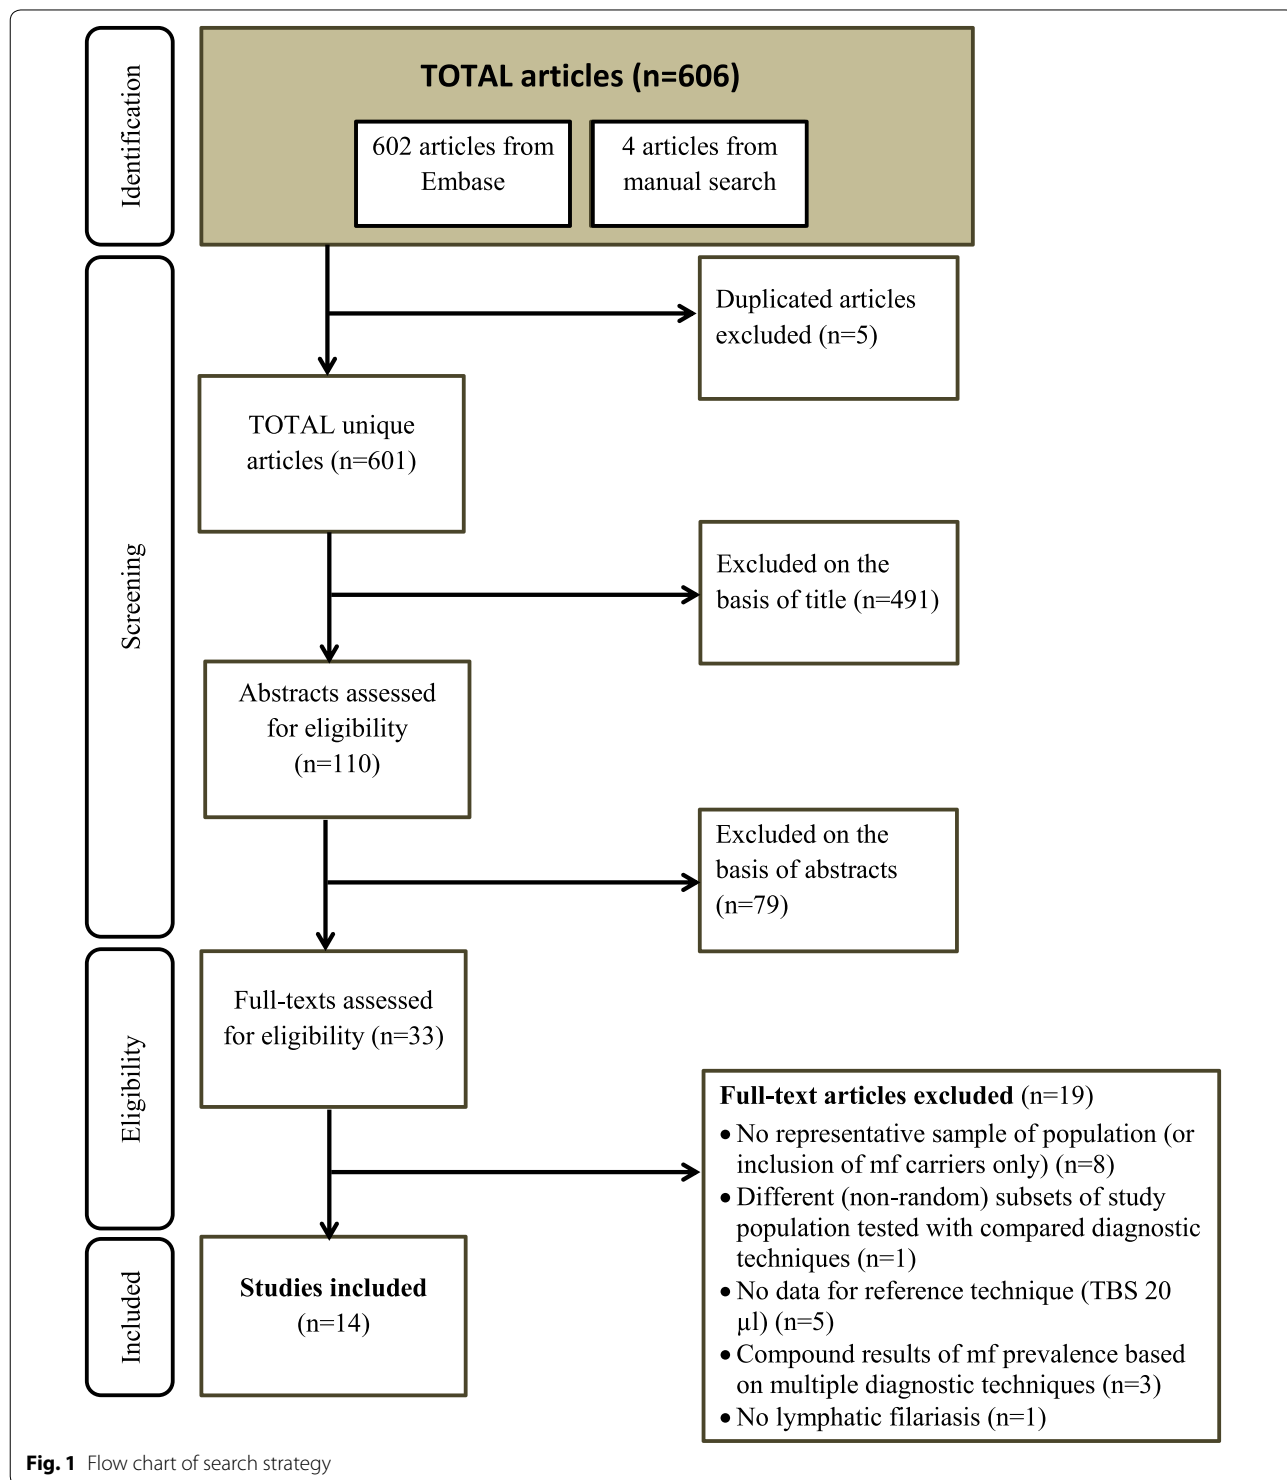 Identification
TOTAL articles (n=606)
602 articles from
Embase
4 articles from
manual search
Screening
Duplicated articles
excluded (n=5)
TOTAL unique
articles (n=601)
Excluded on the
basis of title (n=491)
Abstracts assessed
for eligibility
(n=110)
Excluded on the
basis of abstracts
(n=79)
Eligibility
Full-texts assessed
for eligibility (n=33)
Full-text articles excluded (n=19)
• No representative sample of population (or
inclusion of mf carriers only) (n=8)
• Different (non-random) subsets of study
population tested with compared diagnostic
techniques (n=1)
• No data for reference technique (TBS 20
µl) (n=5)
• Compound results of mf prevalence based
on multiple diagnostic techniques (n=3)
• No lymphatic filariasis (n=1)
Included
Studies included
(n=14)
Fig. 1 Flow chart of search strategy